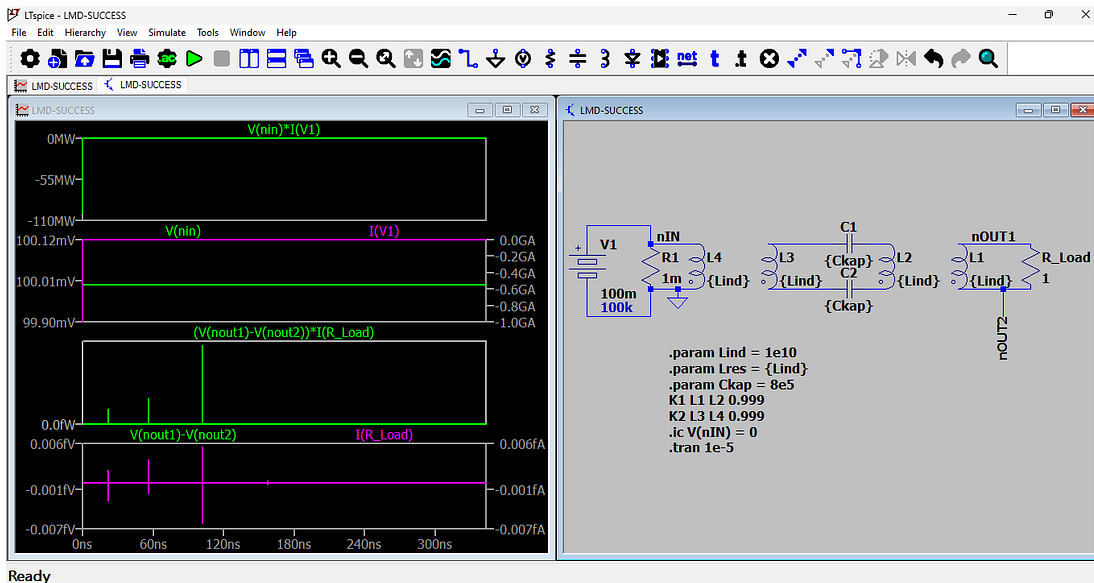 LTspice - LMD-SUCCESS
File Edit Hierarchy View Simulate Tools Window Help
.ac net t .t
LMD-SUCCESS LMD-SUCCESS
LMD-SUCCESS
V(nin)*I(V1)
0MW
-55MW
-110MW
V(nin) I(V1)
100.12mV 0.0GA
-0.2GA
-0.4GA
100.01mV
-0.6GA
-0.8GA
99.90mV -1.0GA
(V(nout1)-V(nout2))*I(R_Load)
0.0fW
V(nout1)-V(nout2) I(R_Load)
0.006fV 0.006fA
-0.001fV -0.001fA
-0.007fV -0.007fA
0ns 60ns 120ns 180ns 240ns 300ns
LMD-SUCCESS
C1
nIN nOUT1
+ V1 R1 L4 L3 {Ckap} L2 L1 R_Load
C2
1m {Lind} {Lind} {Lind} {Lind} 1
100m
100k {Ckap}
nOUT2
.param Lind = 1e10
.param Lres = {Lind}
.param Ckap = 8e5
K1 L1 L2 0.999
K2 L3 L4 0.999
.ic V(nIN) = 0
.tran 1e-5
Ready